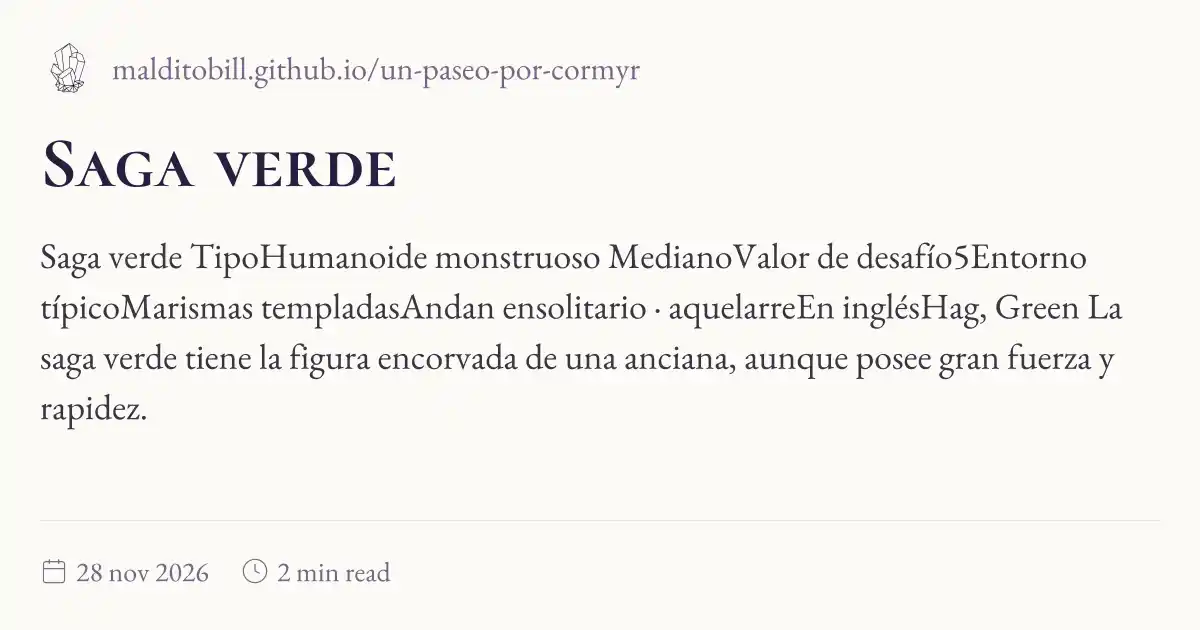 malditobill.github.io/un-paseo-por-cormyr
Saga verde
Saga verde TipoHumanoide monstruoso MedianoValor de desafío5Entorno
típicoMarismas templadasAndan ensolitario · aquelarreEn inglésHag, Green La
saga verde tiene la figura encorvada de una anciana, aunque posee gran fuerza y
rapidez.
28 nov 2026 2 min read